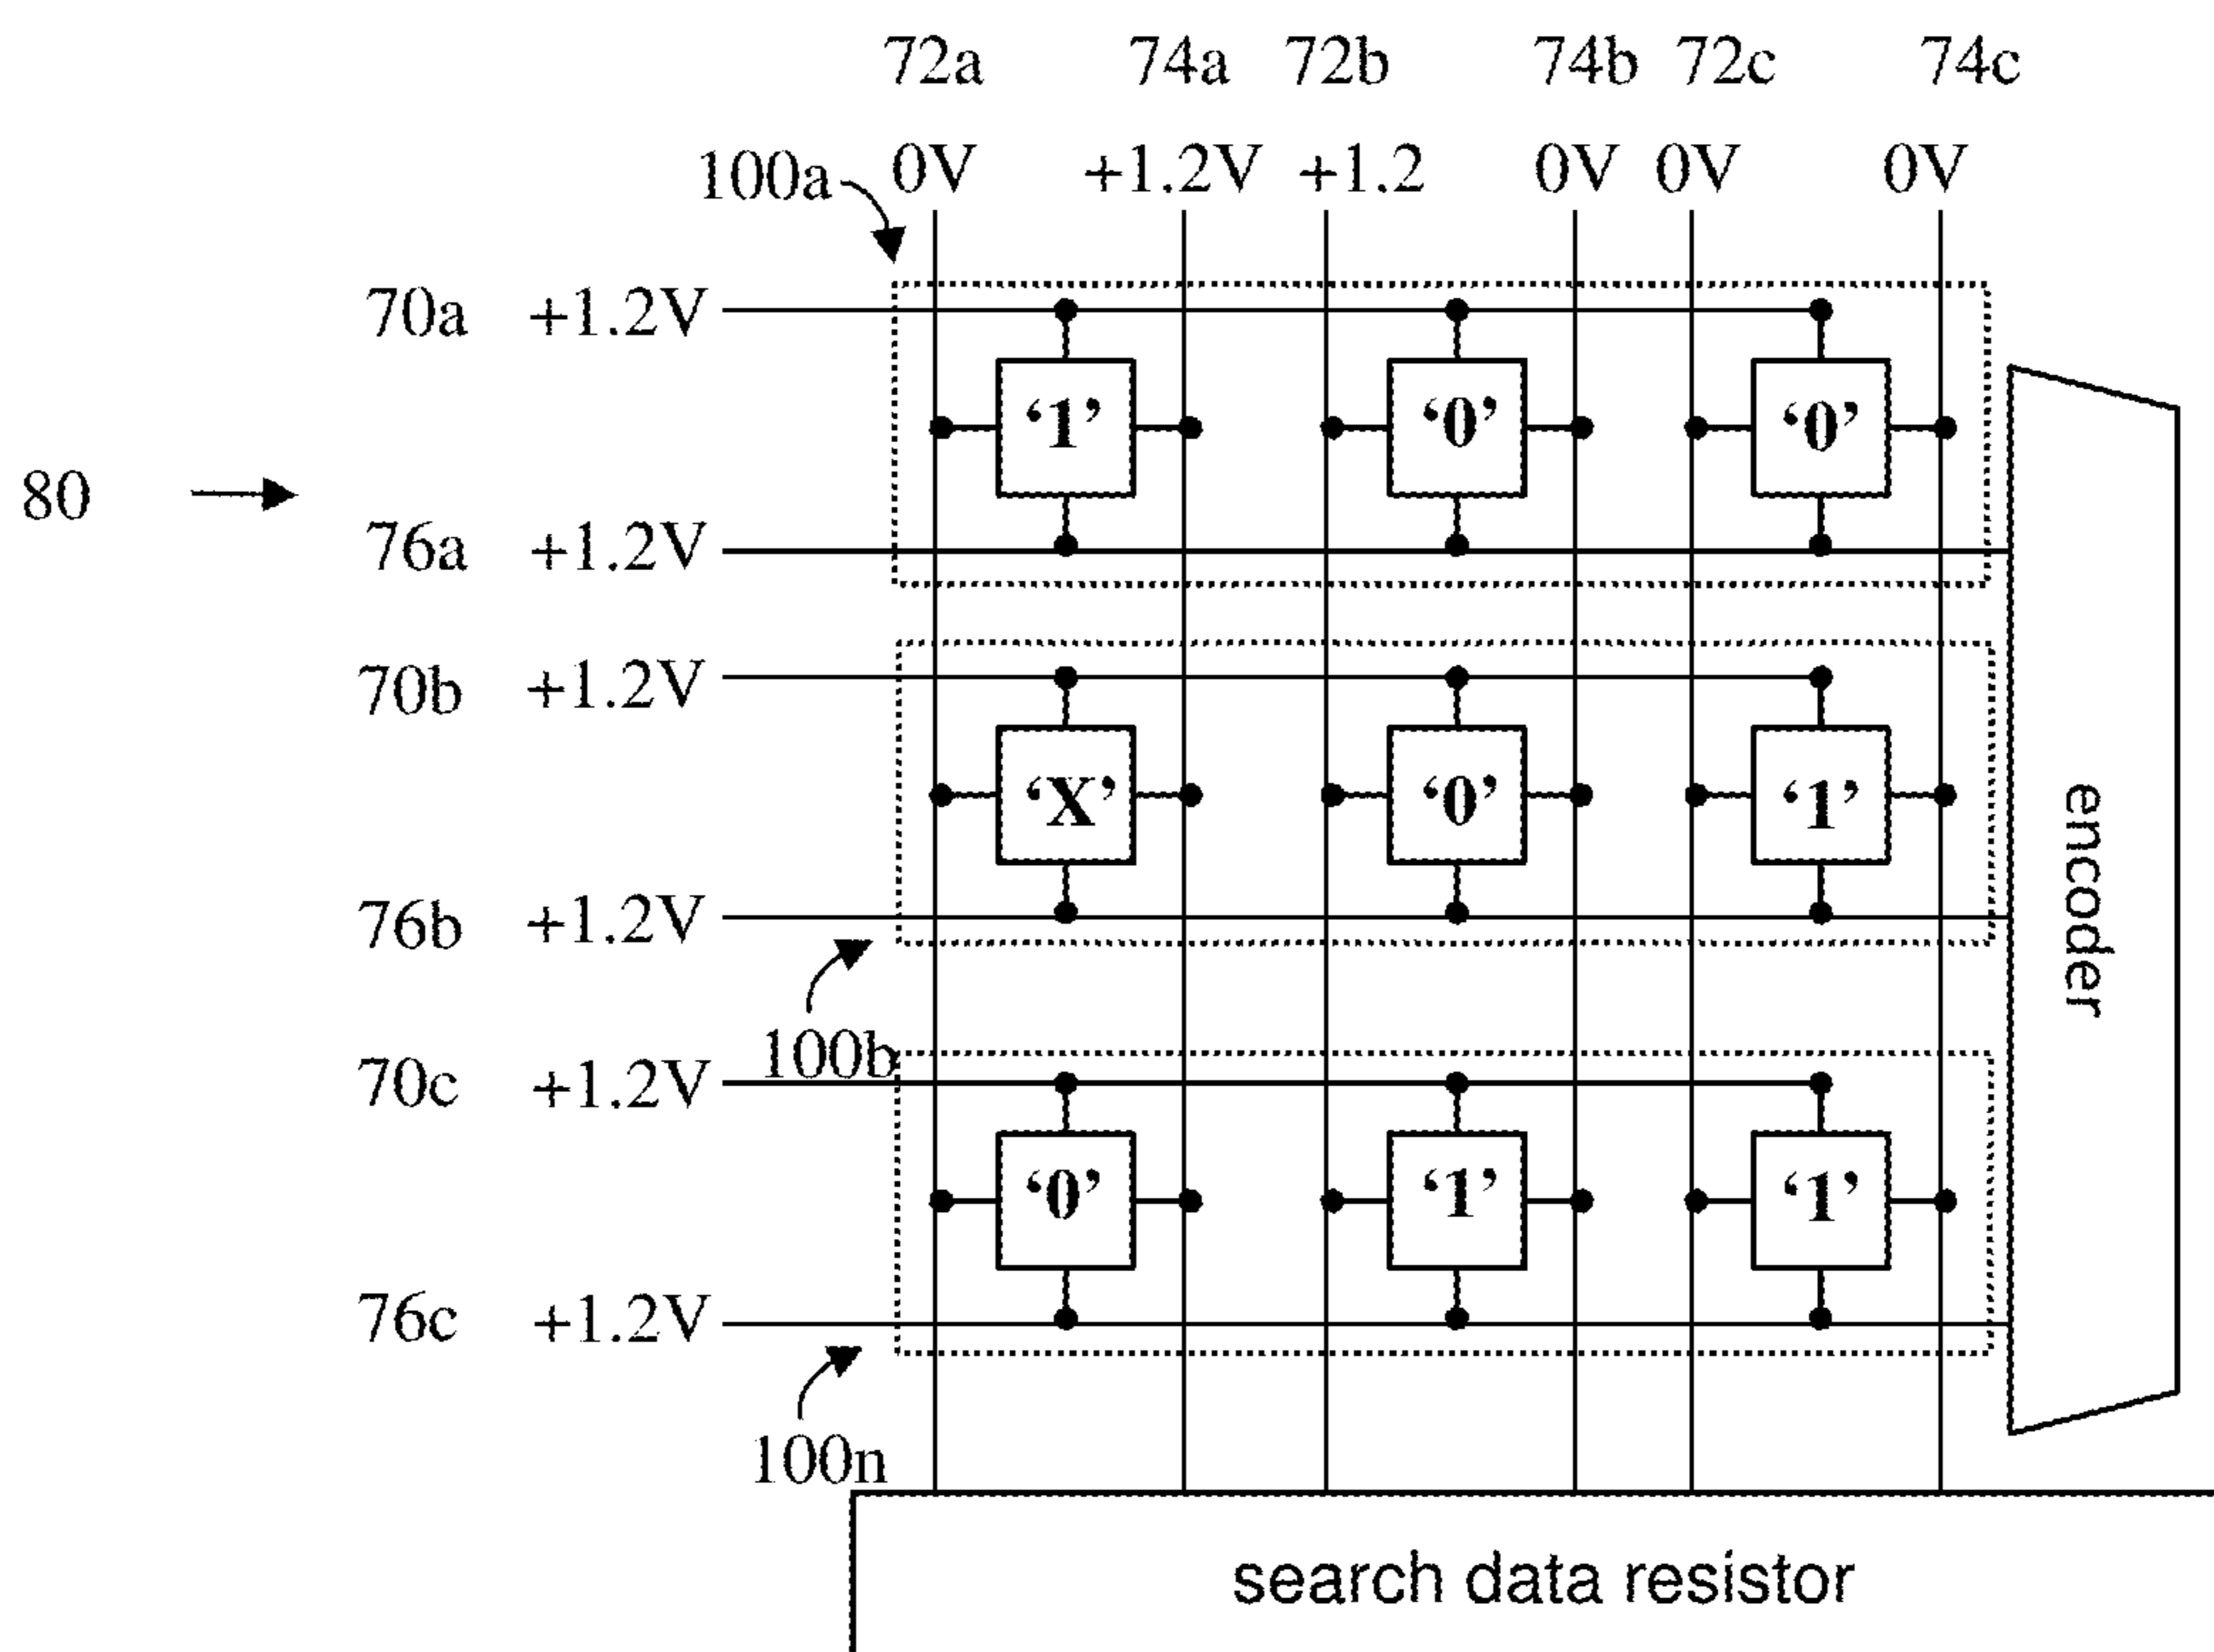 72a 74a 72b 74b 72c 74c
100a 0V +1.2V +1.2 0V 0V 0V
70a +1.2V
‘1’ ‘0’ ‘0’
80
76a +1.2V
70b +1.2V
‘X’ ‘0’ ‘1’
encoder
76b +1.2V
100b
70c +1.2V
‘0’ ‘1’ ‘1’
76c +1.2V
100n
search data resistor